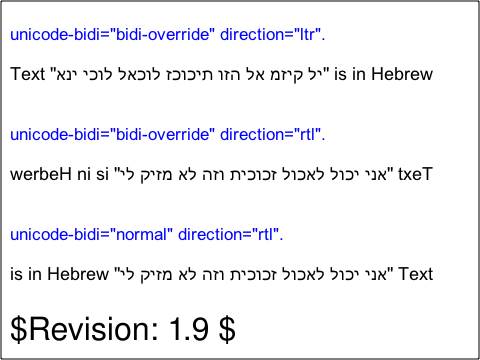 unicode-bidi="bidi-override" direction="ltr".
Text "יל קיזמ אל הזו תיכוכז לוכאל לוכי ינא" is in Hebrew
unicode-bidi="bidi-override" direction="rtl".
werbeH ni si "אני יכול לאכול זכוכית וזה לא מזיק לי" txeT
unicode-bidi="normal" direction="rtl".
is in Hebrew "אני יכול לאכול זכוכית וזה לא מזיק לי" Text
$Revision: 1.9 $